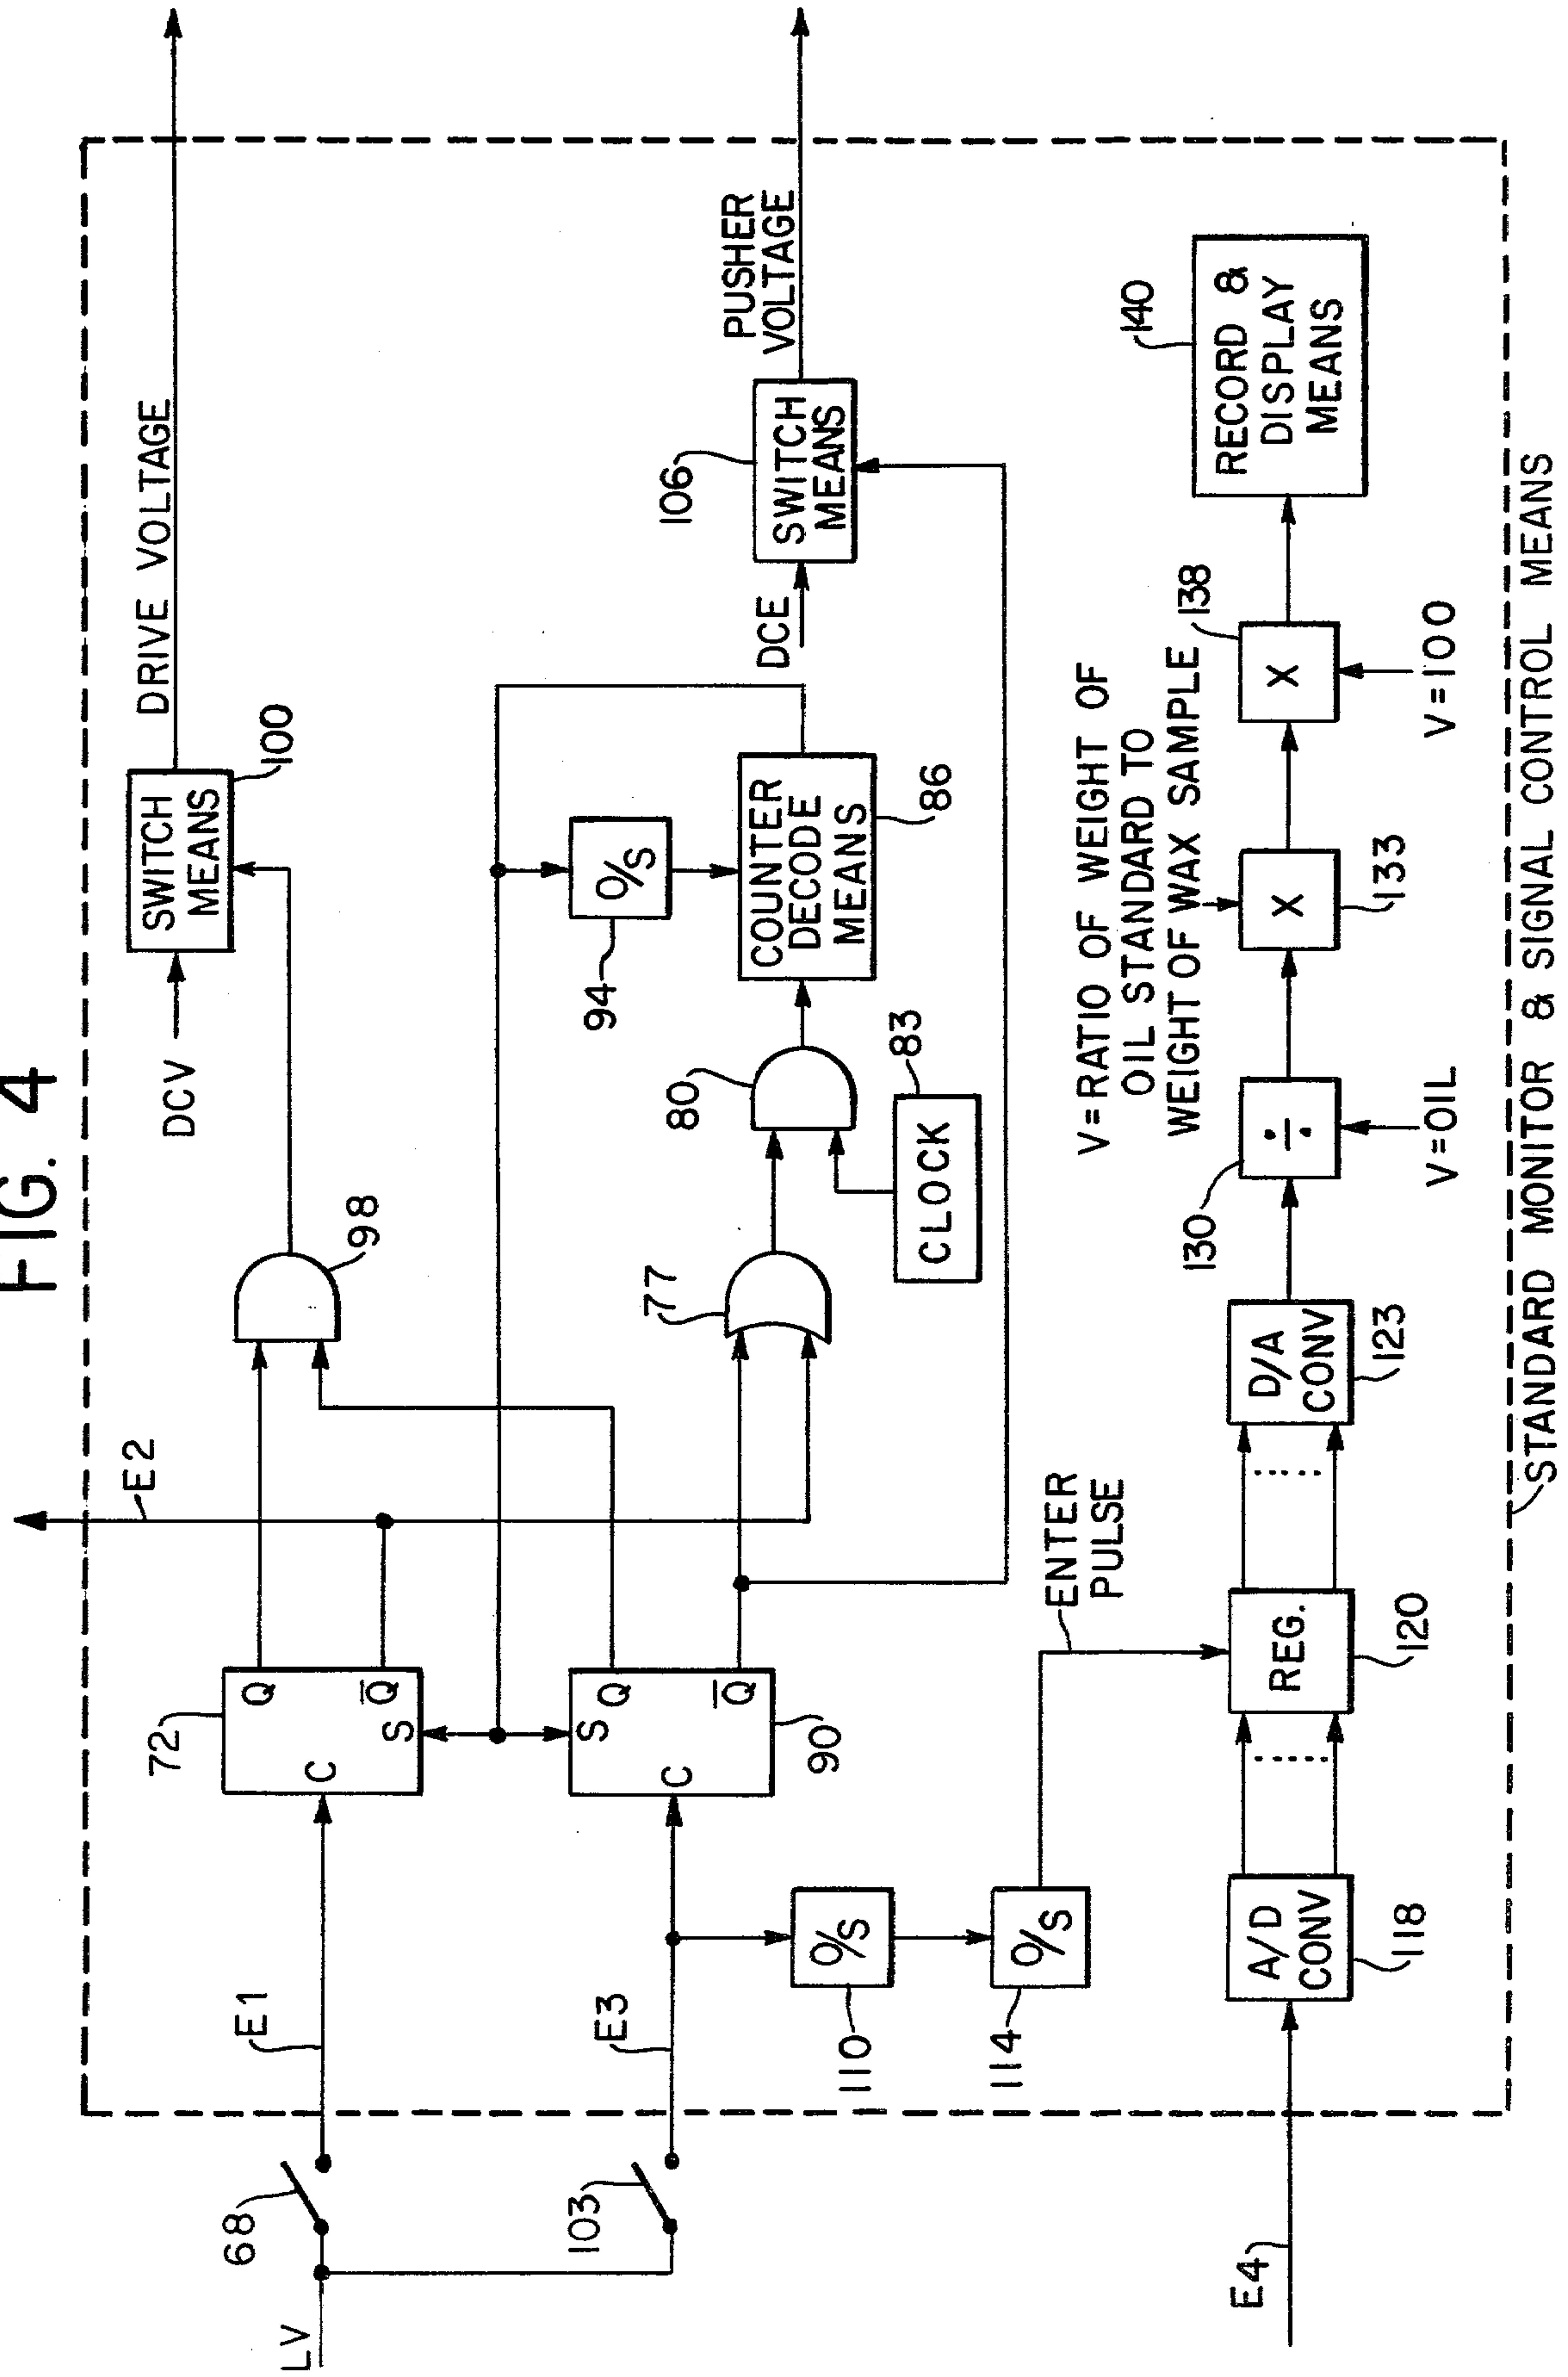 FIG. 4
DCV
SWITCH
MEANS
100
DRIVE VOLTAGE
98
E2
72
Q
Q̅
S
C
E1
68
LV
103
E3
S
Q
C
Q̅
90
77
80
CLOCK
83
94
O/S
COUNTER
DECODE
MEANS
86
DCE
106
SWITCH
MEANS
PUSHER
VOLTAGE
110
O/S
114
O/S
ENTER
PULSE
E4
A/D
CONV
118
REG.
120
D/A
CONV
123
130
÷
V=OIL
V=RATIO OF WEIGHT OF
OIL STANDARD TO
WEIGHT OF WAX SAMPLE
X
133
138
X
V=100
140
RECORD &
DISPLAY
MEANS
STANDARD MONITOR & SIGNAL CONTROL MEANS